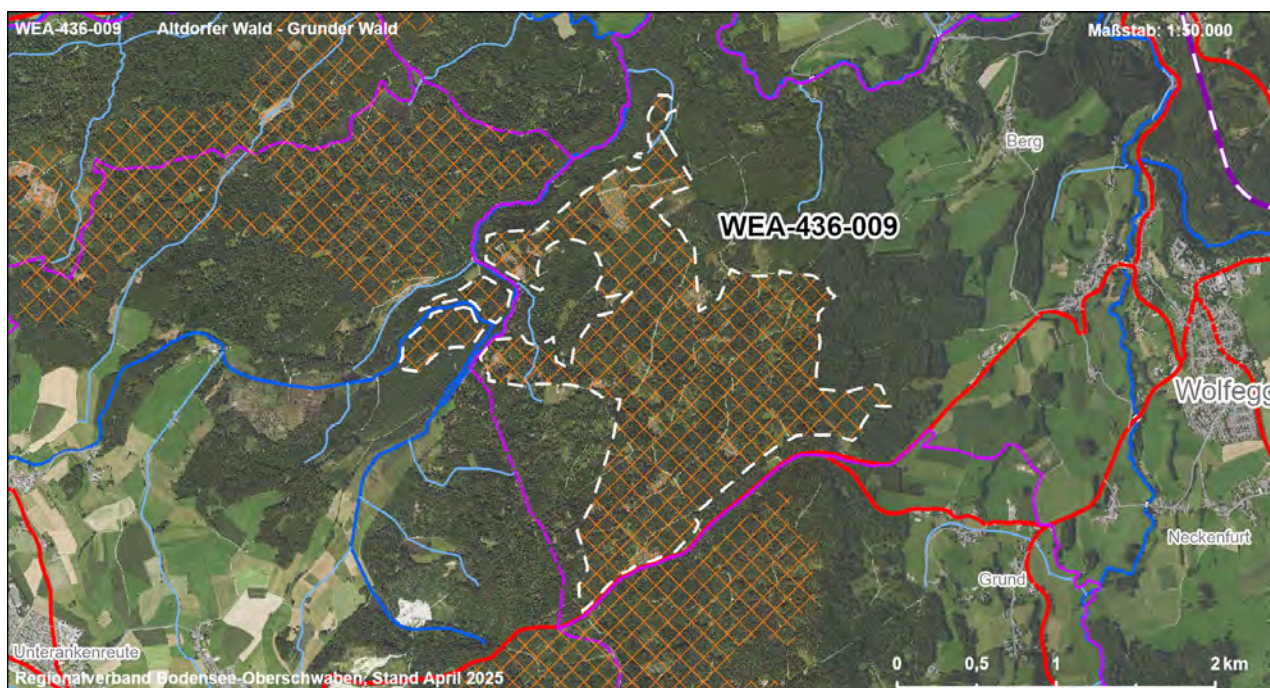 WEA-436-009 Altdorfer Wald - Grunder Wald Maßstab: 1:50.000
Berg
WEA-436-009
Wolfegg
Neckenfurt
Grund
Unterankenreute
0 0,5 1 2 km
Regionalverband Bodensee-Oberschwaben, Stand April 2025